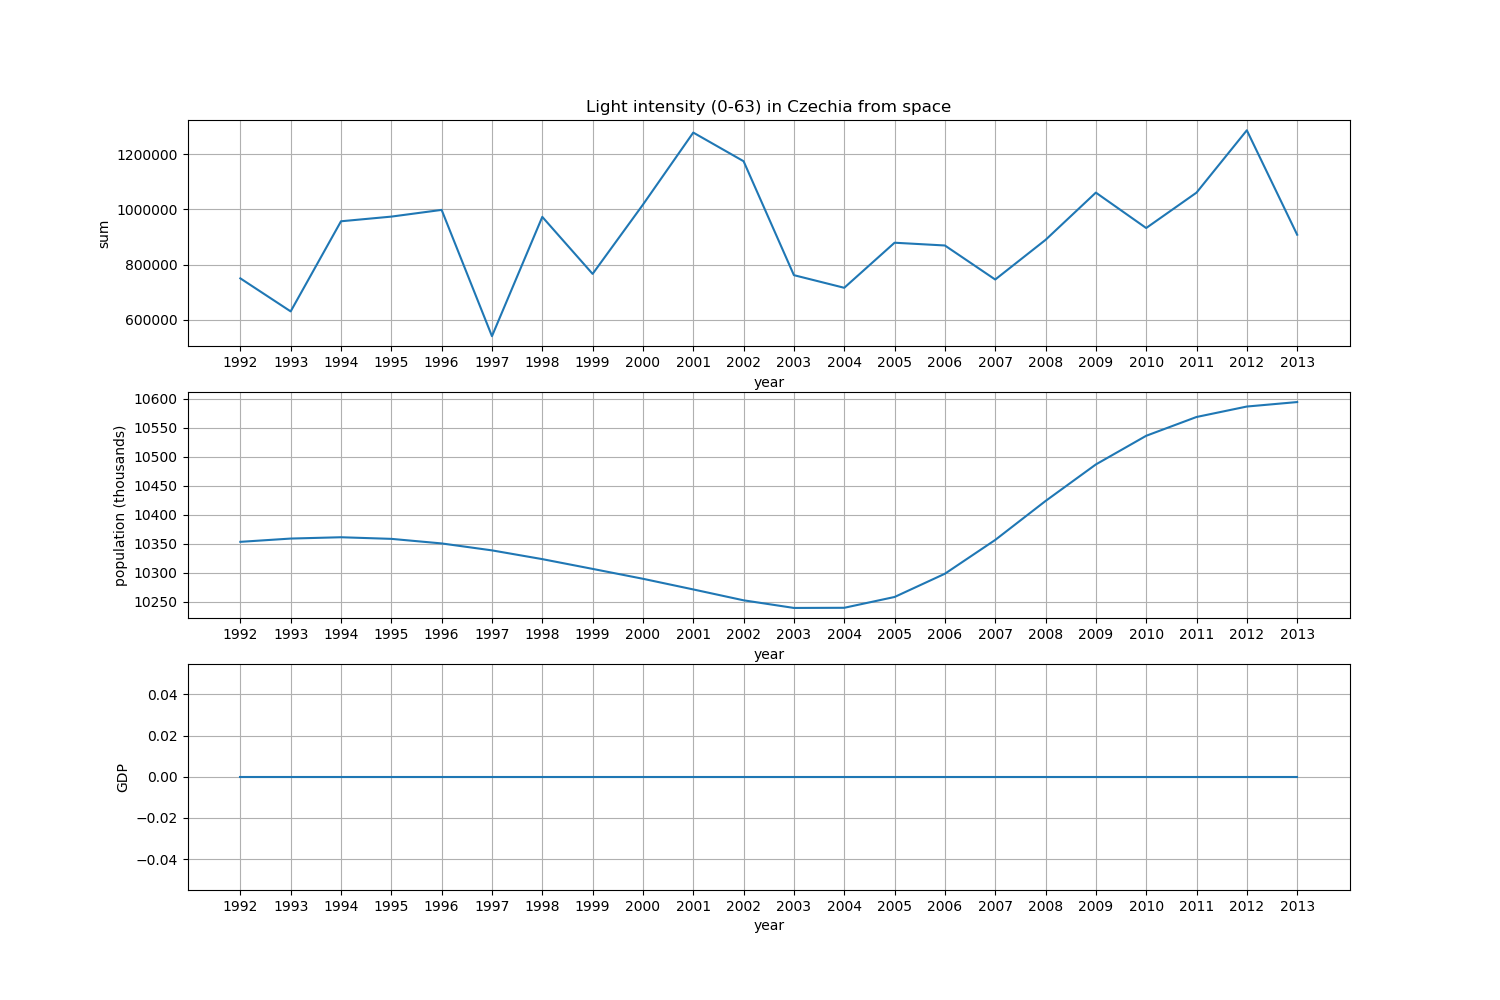 Light intensity (0-63) in Czechia from space
1200000
1000000
800000
600000
sum
1992 1993 1994 1995 1996 1997 1998 1999 2000 2001 2002 2003 2004 2005 2006 2007 2008 2009 2010 2011 2012 2013
year
10600
10550
10500
10450
10400
10350
10300
10250
population (thousands)
1992 1993 1994 1995 1996 1997 1998 1999 2000 2001 2002 2003 2004 2005 2006 2007 2008 2009 2010 2011 2012 2013
year
0.04
0.02
0.00
−0.02
−0.04
GDP
1992 1993 1994 1995 1996 1997 1998 1999 2000 2001 2002 2003 2004 2005 2006 2007 2008 2009 2010 2011 2012 2013
year